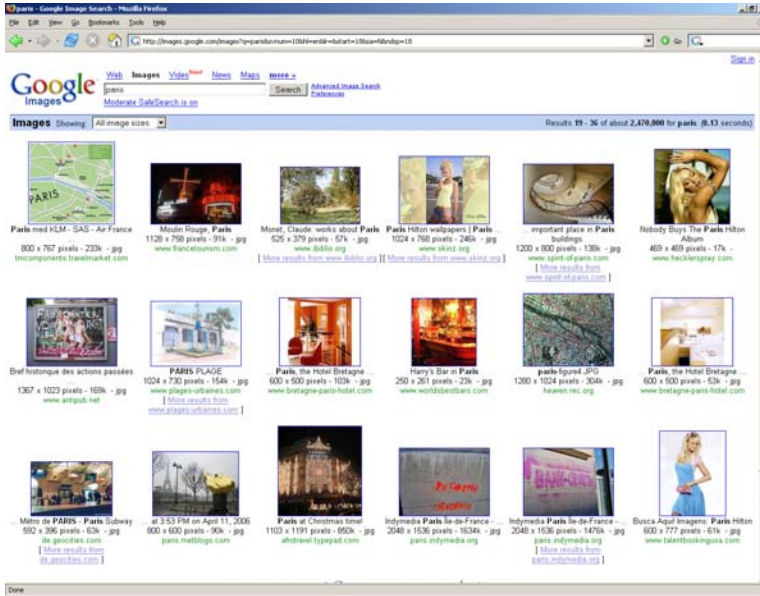 paris - Google Image Search - Mozilla Firefox
File Edit View Go Bookmarks Tools Help
Go
Sign in
Google
Images
Web Images Video New! News Maps more »
paris
Search
Advanced Image Search
Preferences
Moderate SafeSearch is on
Images Showing: All image sizes
Results 19 - 36 of about 2,470,000 for paris. (0.13 seconds)
PARIS
Paris med KLM - SAS - Air France
800 x 767 pixels - 233k - jpg
tmcomponents.travelmarket.com
Moulin Rouge, Paris
1128 x 758 pixels - 91k - jpg
www.francetourism.com
Monet, Claude: works about Paris
525 x 379 pixels - 57k - jpg
www.ibiblio.org
[ More results from www.ibiblio.org ]
Paris Hilton wallpapers | Paris ...
1024 x 768 pixels - 246k - jpg
www.skinz.org
[ More results from www.skinz.org ]
... important place in Paris
buildings.
1200 x 800 pixels - 138k - jpg
www.spirit-of-paris.com
[ More results from
www.spirit-of-paris.com ]
Nobody Buys The Paris Hilton
Album
469 x 469 pixels - 17k -
www.hecklerspray.com
Bref historique des actions passées
1367 x 1023 pixels - 169k - jpg
www.antipub.net
PARIS PLAGE
1024 x 730 pixels - 154k - jpg
www.plages-urbaines.com
[ More results from
www.plages-urbaines.com ]
... Paris, the Hotel Bretagne ...
600 x 500 pixels - 103k - jpg
www.bretagne-paris-hotel.com
Harry's Bar in Paris
250 x 261 pixels - 23k - jpg
www.worldsbestbars.com
paris-figure4.JPG
1280 x 1024 pixels - 304k - jpg
heaven.rec.org
... Paris, the Hotel Bretagne ...
600 x 500 pixels - 53k - jpg
www.bretagne-paris-hotel.com
... Métro de PARIS - Paris Subway
592 x 396 pixels - 63k - jpg
de.geocities.com
[ More results from
de.geocities.com ]
... at 3:53 PM on April 11, 2006
800 x 600 pixels - 90k - jpg
paris.metblogs.com
Paris at Christmas time!
1103 x 1191 pixels - 850k - jpg
afrotravel.typepad.com
Indymedia Paris Île-de-France - ...
2048 x 1536 pixels - 1634k - jpg
paris.indymedia.org
Indymedia Paris Île-de-France - ...
2048 x 1536 pixels - 1476k - jpg
paris.indymedia.org
[ More results from
paris.indymedia.org ]
Busca Aquí Imagens: Paris Hilton
600 x 777 pixels - 61k - jpg
www.talentbookingusa.com
Done